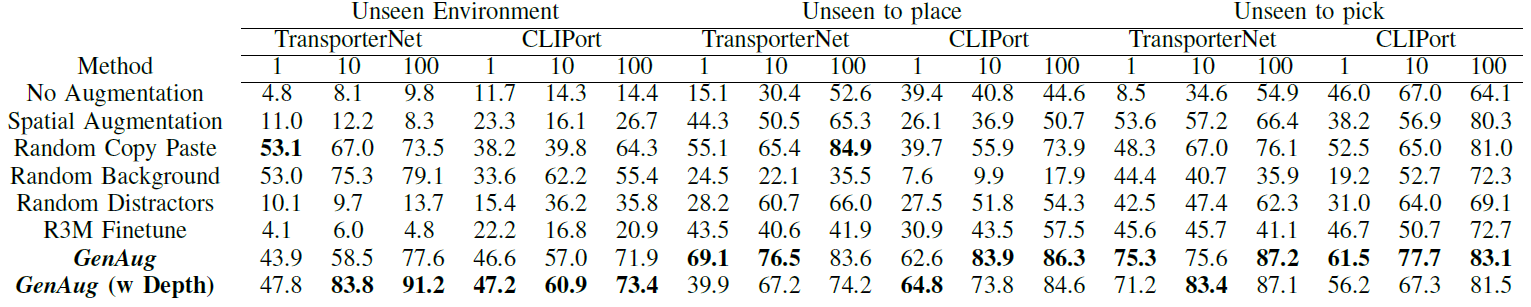 Unseen Environment Unseen to place Unseen to pick
TransporterNet CLIPort TransporterNet CLIPort TransporterNet CLIPort
Method 1 10 100 1 10 100 1 10 100 1 10 100 1 10 100 1 10 100
No Augmentation 4.8 8.1 9.8 11.7 14.3 14.4 15.1 30.4 52.6 39.4 40.8 44.6 8.5 34.6 54.9 46.0 67.0 64.1
Spatial Augmentation 11.0 12.2 8.3 23.3 16.1 26.7 44.3 50.5 65.3 26.1 36.9 50.7 53.6 57.2 66.4 38.2 56.9 80.3
Random Copy Paste 53.1 67.0 73.5 38.2 39.8 64.3 55.1 65.4 84.9 39.7 55.9 73.9 48.3 67.0 76.1 52.5 65.0 81.0
Random Background 53.0 75.3 79.1 33.6 62.2 55.4 24.5 22.1 35.5 7.6 9.9 17.9 44.4 40.7 35.9 19.2 52.7 72.3
Random Distractors 10.1 9.7 13.7 15.4 36.2 35.8 28.2 60.7 66.0 27.5 51.8 54.3 42.5 47.4 62.3 31.0 64.0 69.1
R3M Finetune 4.1 6.0 4.8 22.2 16.8 20.9 43.5 40.6 41.9 30.9 43.5 57.5 45.6 45.7 41.1 46.7 50.7 72.7
GenAug 43.9 58.5 77.6 46.6 57.0 71.9 69.1 76.5 83.6 62.6 83.9 86.3 75.3 75.6 87.2 61.5 77.7 83.1
GenAug (w Depth) 47.8 83.8 91.2 47.2 60.9 73.4 39.9 67.2 74.2 64.8 73.8 84.6 71.2 83.4 87.1 56.2 67.3 81.5